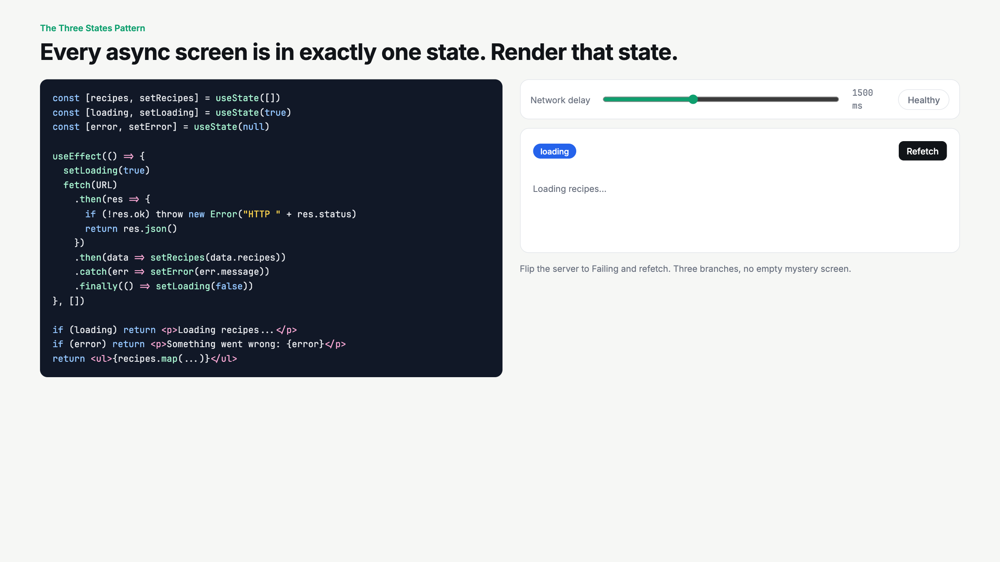 The Three States Pattern
Every async screen is in exactly one state. Render that state.
const [recipes, setRecipes] = useState([])
const [loading, setLoading] = useState(true)
const [error, setError] = useState(null)
useEffect(() => {
  setLoading(true)
  fetch(URL)
    .then(res => {
      if (!res.ok) throw new Error("HTTP " + res.status)
      return res.json()
    })
    .then(data => setRecipes(data.recipes))
    .catch(err => setError(err.message))
    .finally(() => setLoading(false))
}, [])
if (loading) return <p>Loading recipes...</p>
if (error) return <p>Something went wrong: {error}</p>
return <ul>{recipes.map(...)}</ul>
Network delay
1500
ms
Healthy
loading
Refetch
Loading recipes...
Flip the server to Failing and refetch. Three branches, no empty mystery screen.